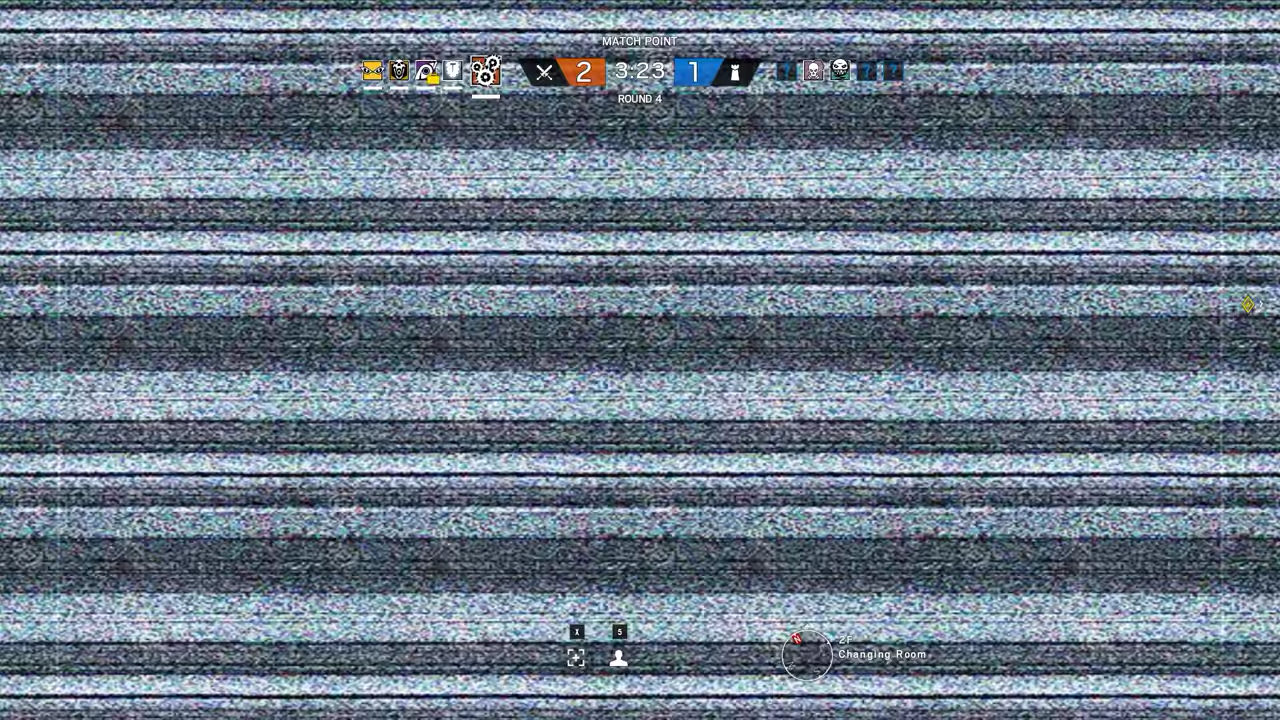 MATCH POINT
2 3:23 1
ROUND 4
X 5
N
2F
Changing Room